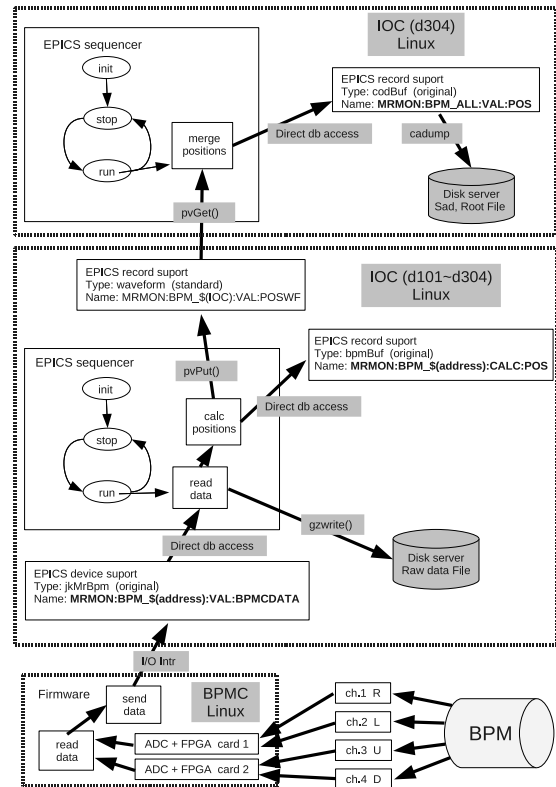 IOC (d304)
Linux
EPICS sequencer
init
stop
run
merge
positions
EPICS record suport
Type: codBuf (original)
Name: MRMON:BPM_ALL:VAL:POS
Direct db access
cadump
Disk server
Sad, Root File
pvGet()
EPICS record suport
Type: waveform (standard)
Name: MRMON:BPM_$(IOC):VAL:POSWF
IOC (d101~d304)
Linux
EPICS record suport
Type: bpmBuf (original)
Name: MRMON:BPM_$(address):CALC:POS
EPICS sequencer
pvPut()
init
stop
run
calc
positions
Direct db access
read
data
gzwrite()
Disk server
Raw data File
Direct db access
EPICS device suport
Type: jkMrBpm (original)
Name: MRMON:BPM_$(address):VAL:BPMCDATA
I/O Intr
Firmware
send
data
BPMC
Linux
read
data
ADC + FPGA card 1
ADC + FPGA card 2
ch.1 R
ch.2 L
ch.3 U
ch.4 D
BPM